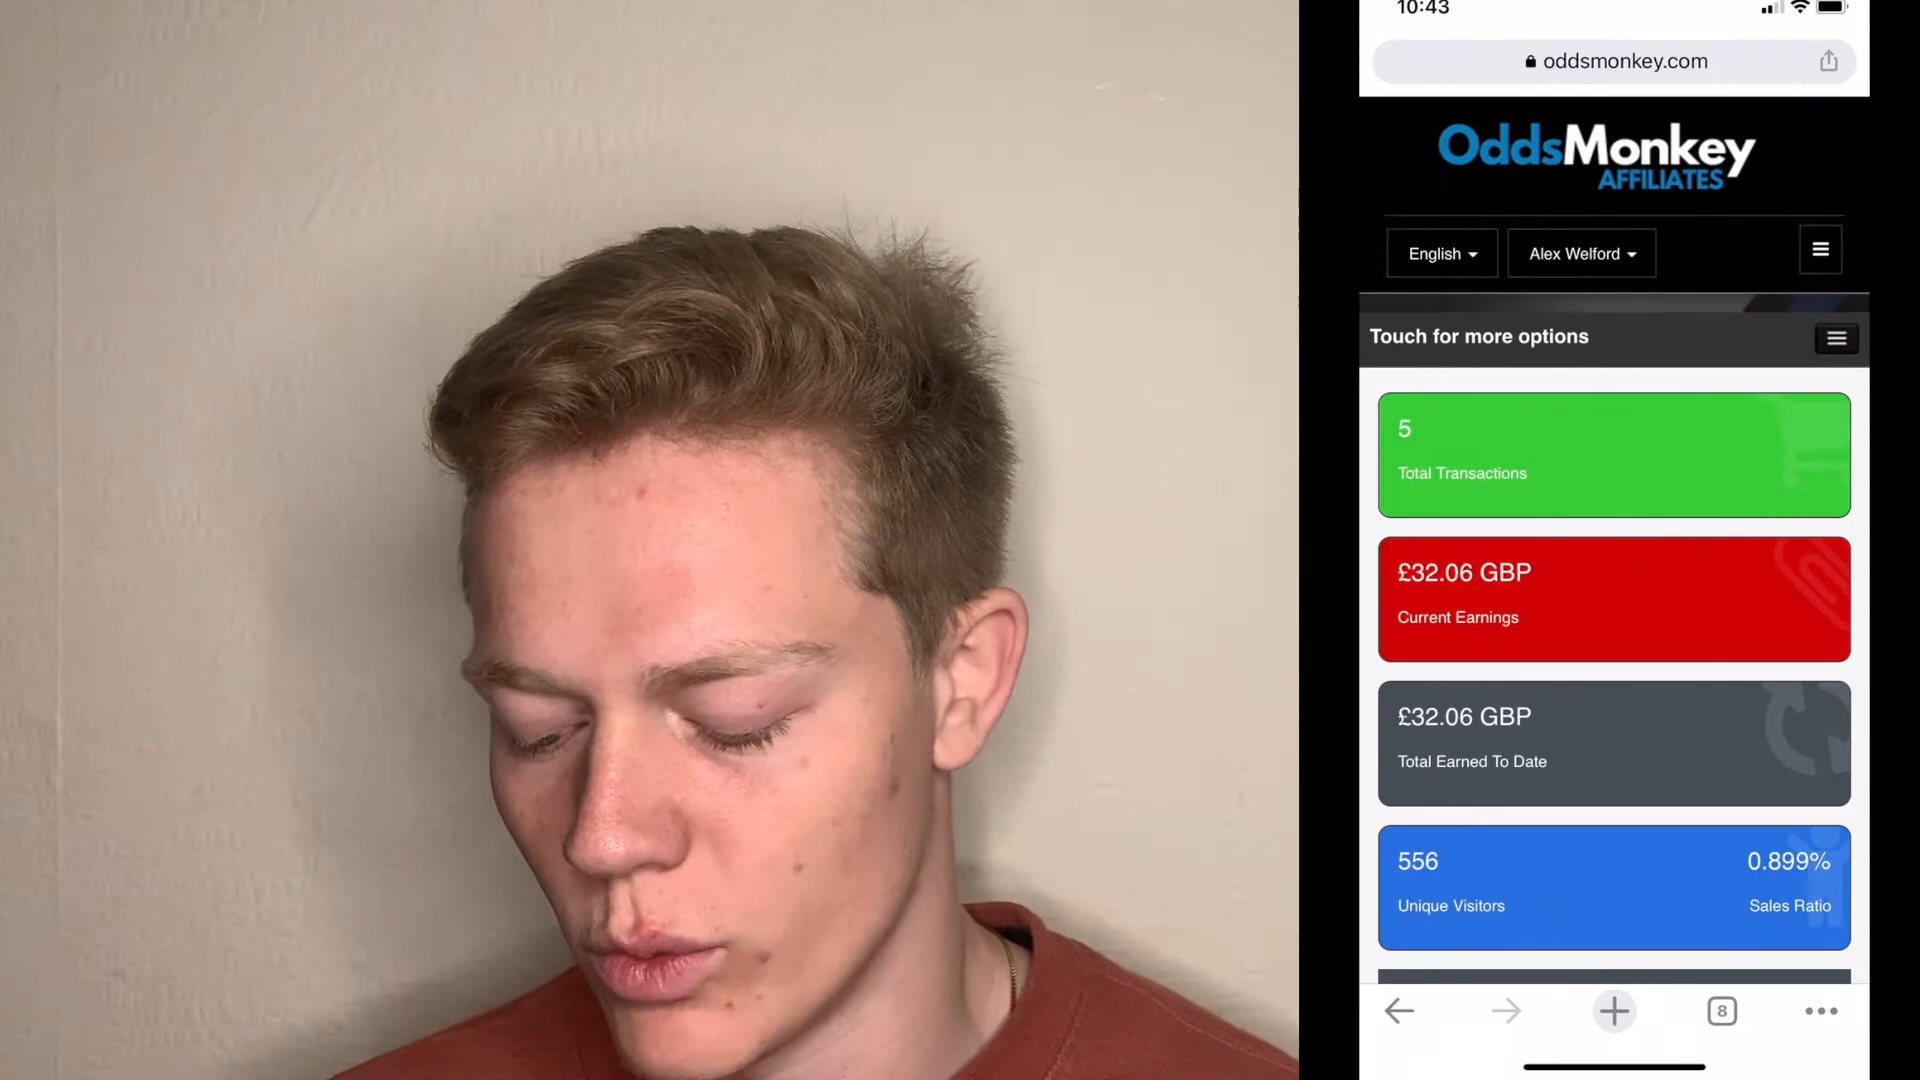 10:43
oddsmonkey.com
OddsMonkey
AFFILIATES
English
Alex Welford
Touch for more options
5
Total Transactions
£32.06 GBP
Current Earnings
£32.06 GBP
Total Earned To Date
556 0.899%
Unique Visitors Sales Ratio
8